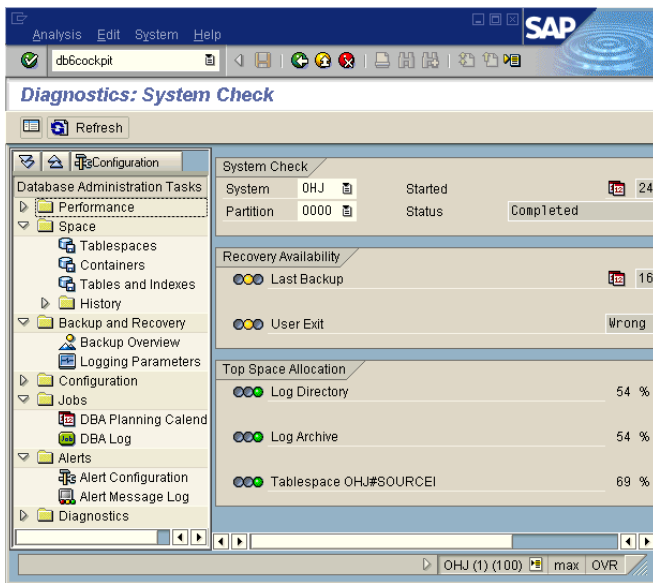 Analysis Edit System Help
SAP
db6cockpit
Diagnostics: System Check
Refresh
Configuration
Database Administration Tasks
Performance
Space
Tablespaces
Containers
Tables and Indexes
History
Backup and Recovery
Backup Overview
Logging Parameters
Configuration
Jobs
DBA Planning Calend
DBA Log
Alerts
Alert Configuration
Alert Message Log
Diagnostics
System Check
System OHJ Started 24
Partition 0000 Status Completed
Recovery Availability
Last Backup 16
User Exit Wrong
Top Space Allocation
Log Directory 54 %
Log Archive 54 %
Tablespace OHJ#SOURCEI 69 %
OHJ (1) (100) max OVR